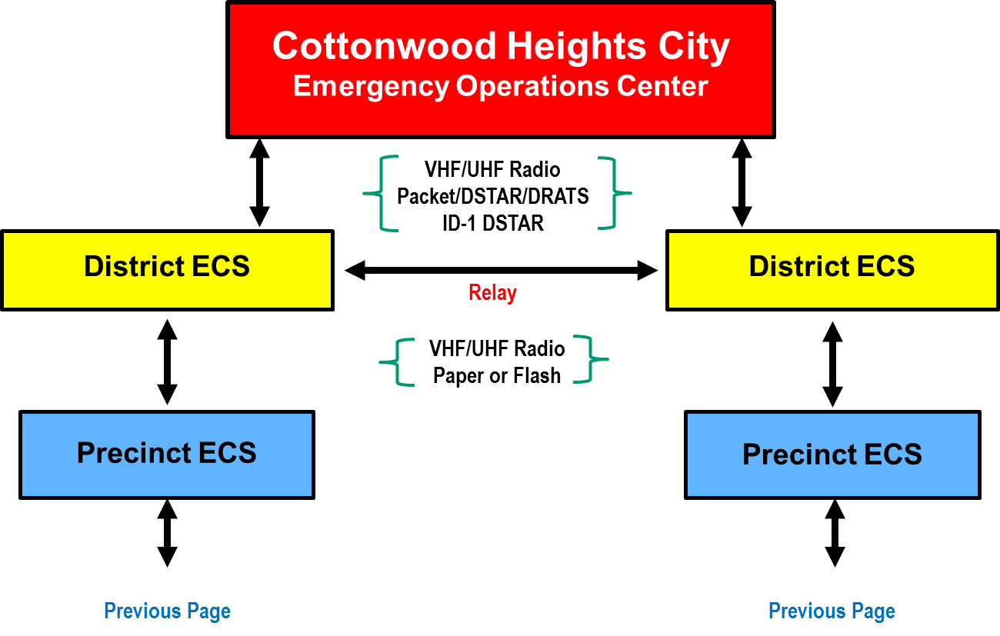 Cottonwood Heights City
Emergency Operations Center
VHF/UHF Radio
Packet/DSTAR/DRATS
ID-1 DSTAR
District ECS
District ECS
Relay
VHF/UHF Radio
Paper or Flash
Precinct ECS
Precinct ECS
Previous Page
Previous Page